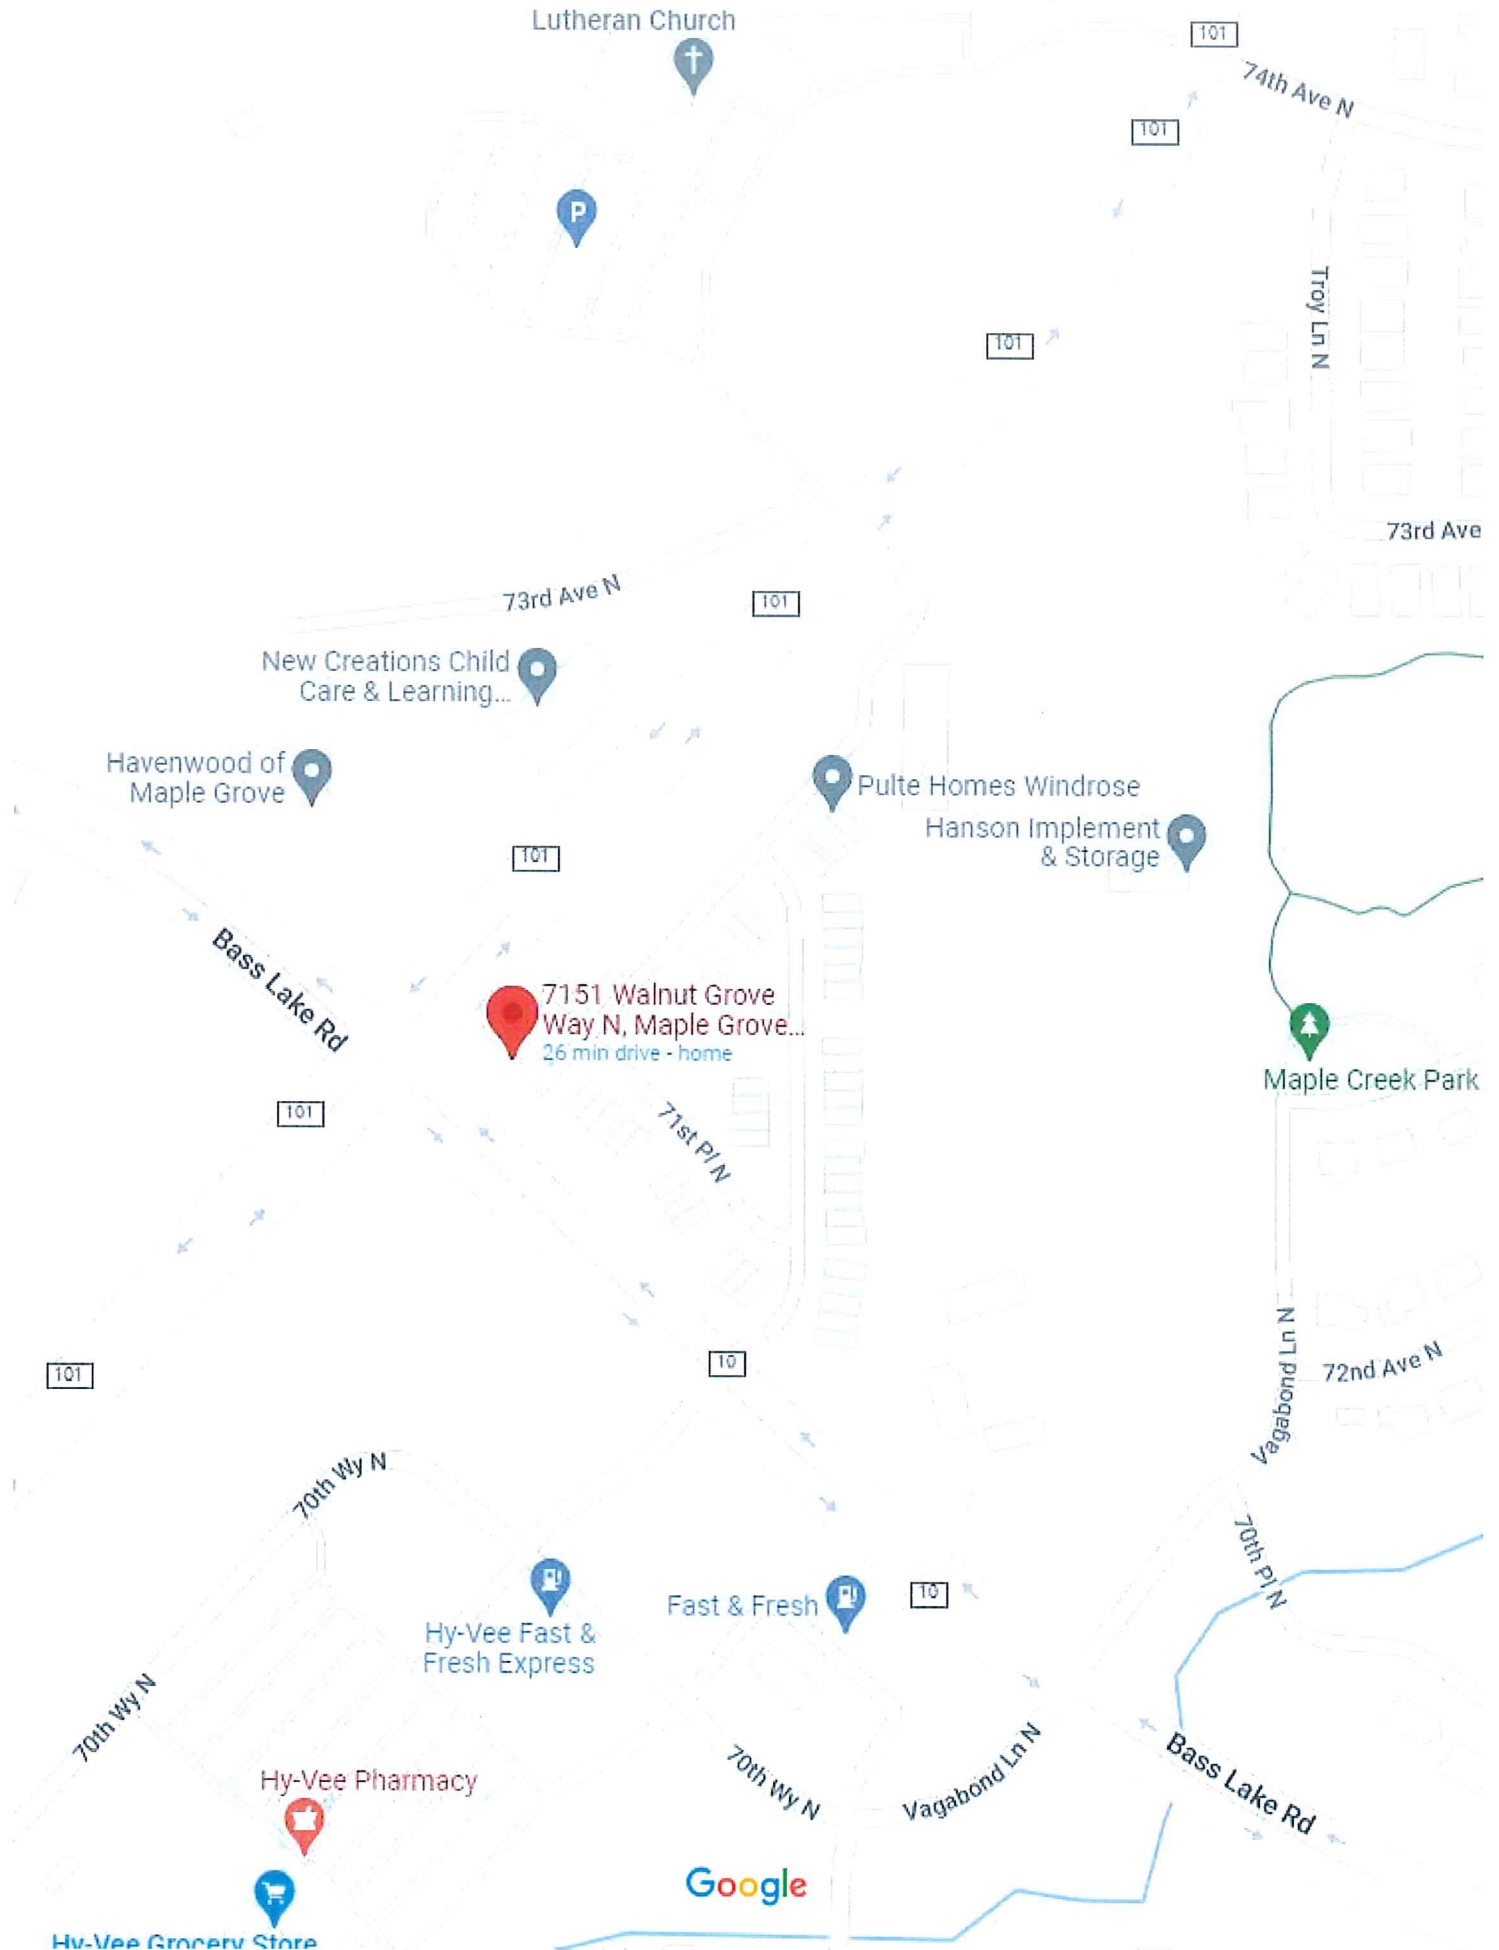 Lutheran Church
101
74th Ave N
101
P
Troy Ln N
101
73rd Ave
73rd Ave N
101
New Creations Child
Care & Learning...
Havenwood of
Maple Grove
Pulte Homes Windrose
Hanson Implement
& Storage
101
Bass Lake Rd
7151 Walnut Grove
Way N, Maple Grove...
26 min drive - home
Maple Creek Park
101
71st Pl N
Vagabond Ln N
72nd Ave N
10
101
70th Wy N
70th Pl N
Fast & Fresh
10
Hy-Vee Fast &
Fresh Express
70th Wy N
70th Wy N
Vagabond Ln N
Bass Lake Rd
Hy-Vee Pharmacy
Google
Hy-Vee Grocery Store